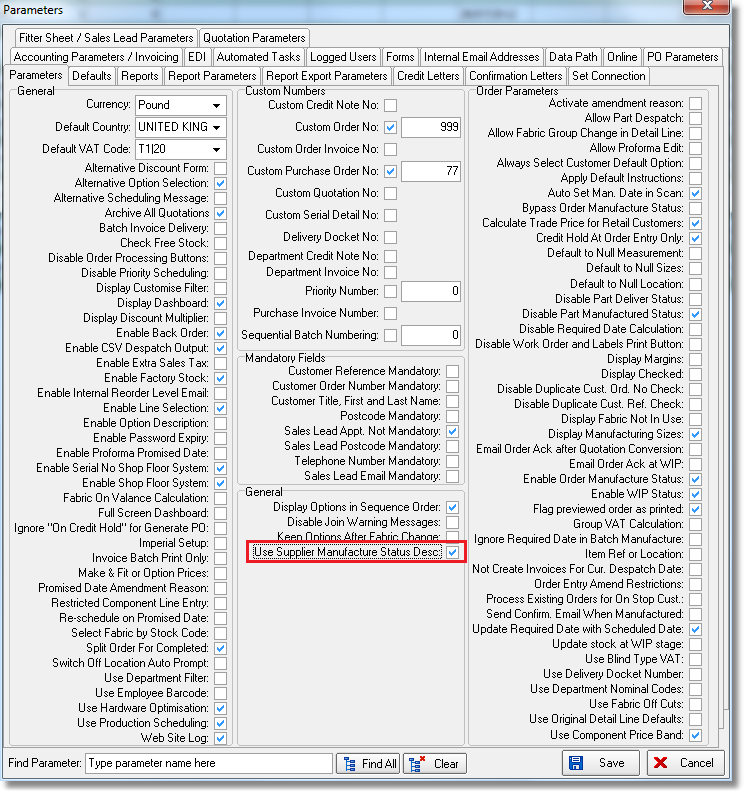 Parameters
Fitter Sheet / Sales Lead Parameters Quotation Parameters
Accounting Parameters / Invoicing EDI Automated Tasks Logged Users Forms Internal Email Addresses Data Path Online PO Parameters
Parameters Defaults Reports Report Parameters Report Export Parameters Credit Letters Confirmation Letters Set Connection
General
Currency: Pound
Default Country: UNITED KING
Default VAT Code: T1|20
Alternative Discount Form:
Alternative Option Selection:
Alternative Scheduling Message:
Archive All Quotations
Batch Invoice Delivery:
Check Free Stock:
Disable Order Processing Buttons:
Disable Priority Scheduling:
Display Customise Filter:
Display Dashboard:
Display Discount Multiplier:
Enable Back Order:
Enable CSV Despatch Output:
Enable Extra Sales Tax:
Enable Factory Stock:
Enable Internal Reorder Level Email:
Enable Line Selection:
Enable Option Description:
Enable Password Expiry:
Enable Proforma Promised Date:
Enable Serial No Shop Floor System:
Enable Shop Floor System:
Fabric On Valance Calculation:
Full Screen Dashboard:
Ignore "On Credit Hold" for Generate PO:
Imperial Setup:
Invoice Batch Print Only:
Make & Fit or Option Prices:
Promised Date Amendment Reason:
Restricted Component Line Entry:
Re-schedule on Promised Date:
Select Fabric by Stock Code:
Split Order For Completed:
Switch Off Location Auto Prompt:
Use Department Filter:
Use Employee Barcode:
Use Hardware Optimisation:
Use Production Scheduling:
Web Site Log:
Custom Numbers
Custom Credit Note No:
Custom Order No: 999
Custom Order Invoice No:
Custom Purchase Order No: 77
Custom Quotation No:
Custom Serial Detail No:
Delivery Docket No:
Department Credit Note No:
Department Invoice No:
Priority Number: 0
Purchase Invoice Number:
Sequential Batch Numbering: 0
Mandatory Fields
Customer Reference Mandatory:
Customer Order Number Mandatory:
Customer Title, First and Last Name:
Postcode Mandatory:
Sales Lead Appt. Not Mandatory:
Sales Lead Postcode Mandatory:
Telephone Number Mandatory:
Sales Lead Email Mandatory:
General
Display Options in Sequence Order:
Disable Join Warning Messages:
Keep Options After Fabric Change:
Use Supplier Manufacture Status Desc:
Order Parameters
Activate amendment reason:
Allow Part Despatch:
Allow Fabric Group Change in Detail Line:
Allow Proforma Edit:
Always Select Customer Default Option:
Apply Default Instructions:
Auto Set Man. Date in Scan:
Bypass Order Manufacture Status:
Calculate Trade Price for Retail Customers:
Credit Hold At Order Entry Only:
Default to Null Measurement:
Default to Null Sizes:
Default to Null Location:
Disable Part Deliver Status:
Disable Part Manufactured Status:
Disable Required Date Calculation:
Disable Work Order and Labels Print Button:
Display Margins:
Display Checked:
Disable Duplicate Cust. Ord. No Check:
Disable Duplicate Cust. Ref. Check:
Display Fabric Not In Use:
Display Manufacturing Sizes:
Email Order Ack after Quotation Conversion:
Email Order Ack at WIP:
Enable Order Manufacture Status:
Enable WIP Status:
Flag previewed order as printed:
Group VAT Calculation:
Ignore Required Date in Batch Manufacture:
Item Ref or Location:
Not Create Invoices For Cur. Despatch Date:
Order Entry Amend Restrictions:
Process Existing Orders for On Stop Cust.:
Send Confirm. Email When Manufactured:
Update Required Date with Scheduled Date:
Update stock at WIP stage:
Use Blind Type VAT:
Use Delivery Docket Number:
Use Department Nominal Codes:
Use Fabric Off Cuts:
Use Original Detail Line Defaults:
Use Component Price Band:
Find Parameter: Type parameter name here Find All Clear Save Cancel